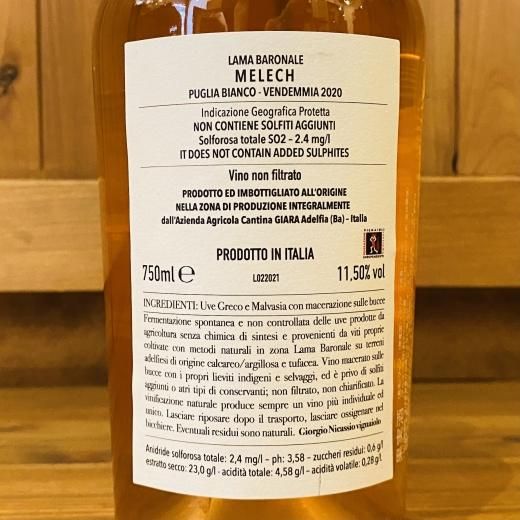 LAMA BARONALE
MELECH
PUGLIA BIANCO - VENDEMMIA 2020
Indicazione Geografica Protetta
NON CONTIENE SOLFITI AGGIUNTI
Solforosa totale SO2 - 2.4 mg/l
IT DOES NOT CONTAIN ADDED SULPHITES
Vino non filtrato
PRODOTTO ED IMBOTTIGLIATO ALL'ORIGINE
NELLA ZONA DI PRODUZIONE INTEGRALMENTE
dall'Azienda Agricola Cantina GIARA Adelfia (Ba) - Italia
PRODOTTO IN ITALIA
750ml ℮ L022021 11,50% vol
INGREDIENTI: Uve Greco e Malvasia con macerazione sulle bucce
Fermentazione spontanea e non controllata delle uve prodotte da
agricoltura senza chimica di sintesi e provenienti da viti proprie
coltivate con metodi naturali in zona Lama Baronale su terreni
adelfiesi di origine calcareo/argillosa e tufacea. Vino macerato sulle
bucce con i propri lieviti indigeni e selvaggi, ed è privo di solfiti
aggiunti o atri tipi di conservanti; non filtrato, non chiarificato. La
vinificazione naturale produce sempre un vino più individuale ed
unico. Lasciare riposare dopo il trasporto, lasciare ossigenare nel
bicchiere. Eventuali residui sono naturali. Giorgio Nicassio vignaiolo
Anidride solforosa totale: 2,4 mg/l – ph: 3,58 – zuccheri residui: 0,6 g/l
estratto secco: 23,0 g/l - acidità totale: 4,58 g/l – acidità volatile: 0,28 g/l.